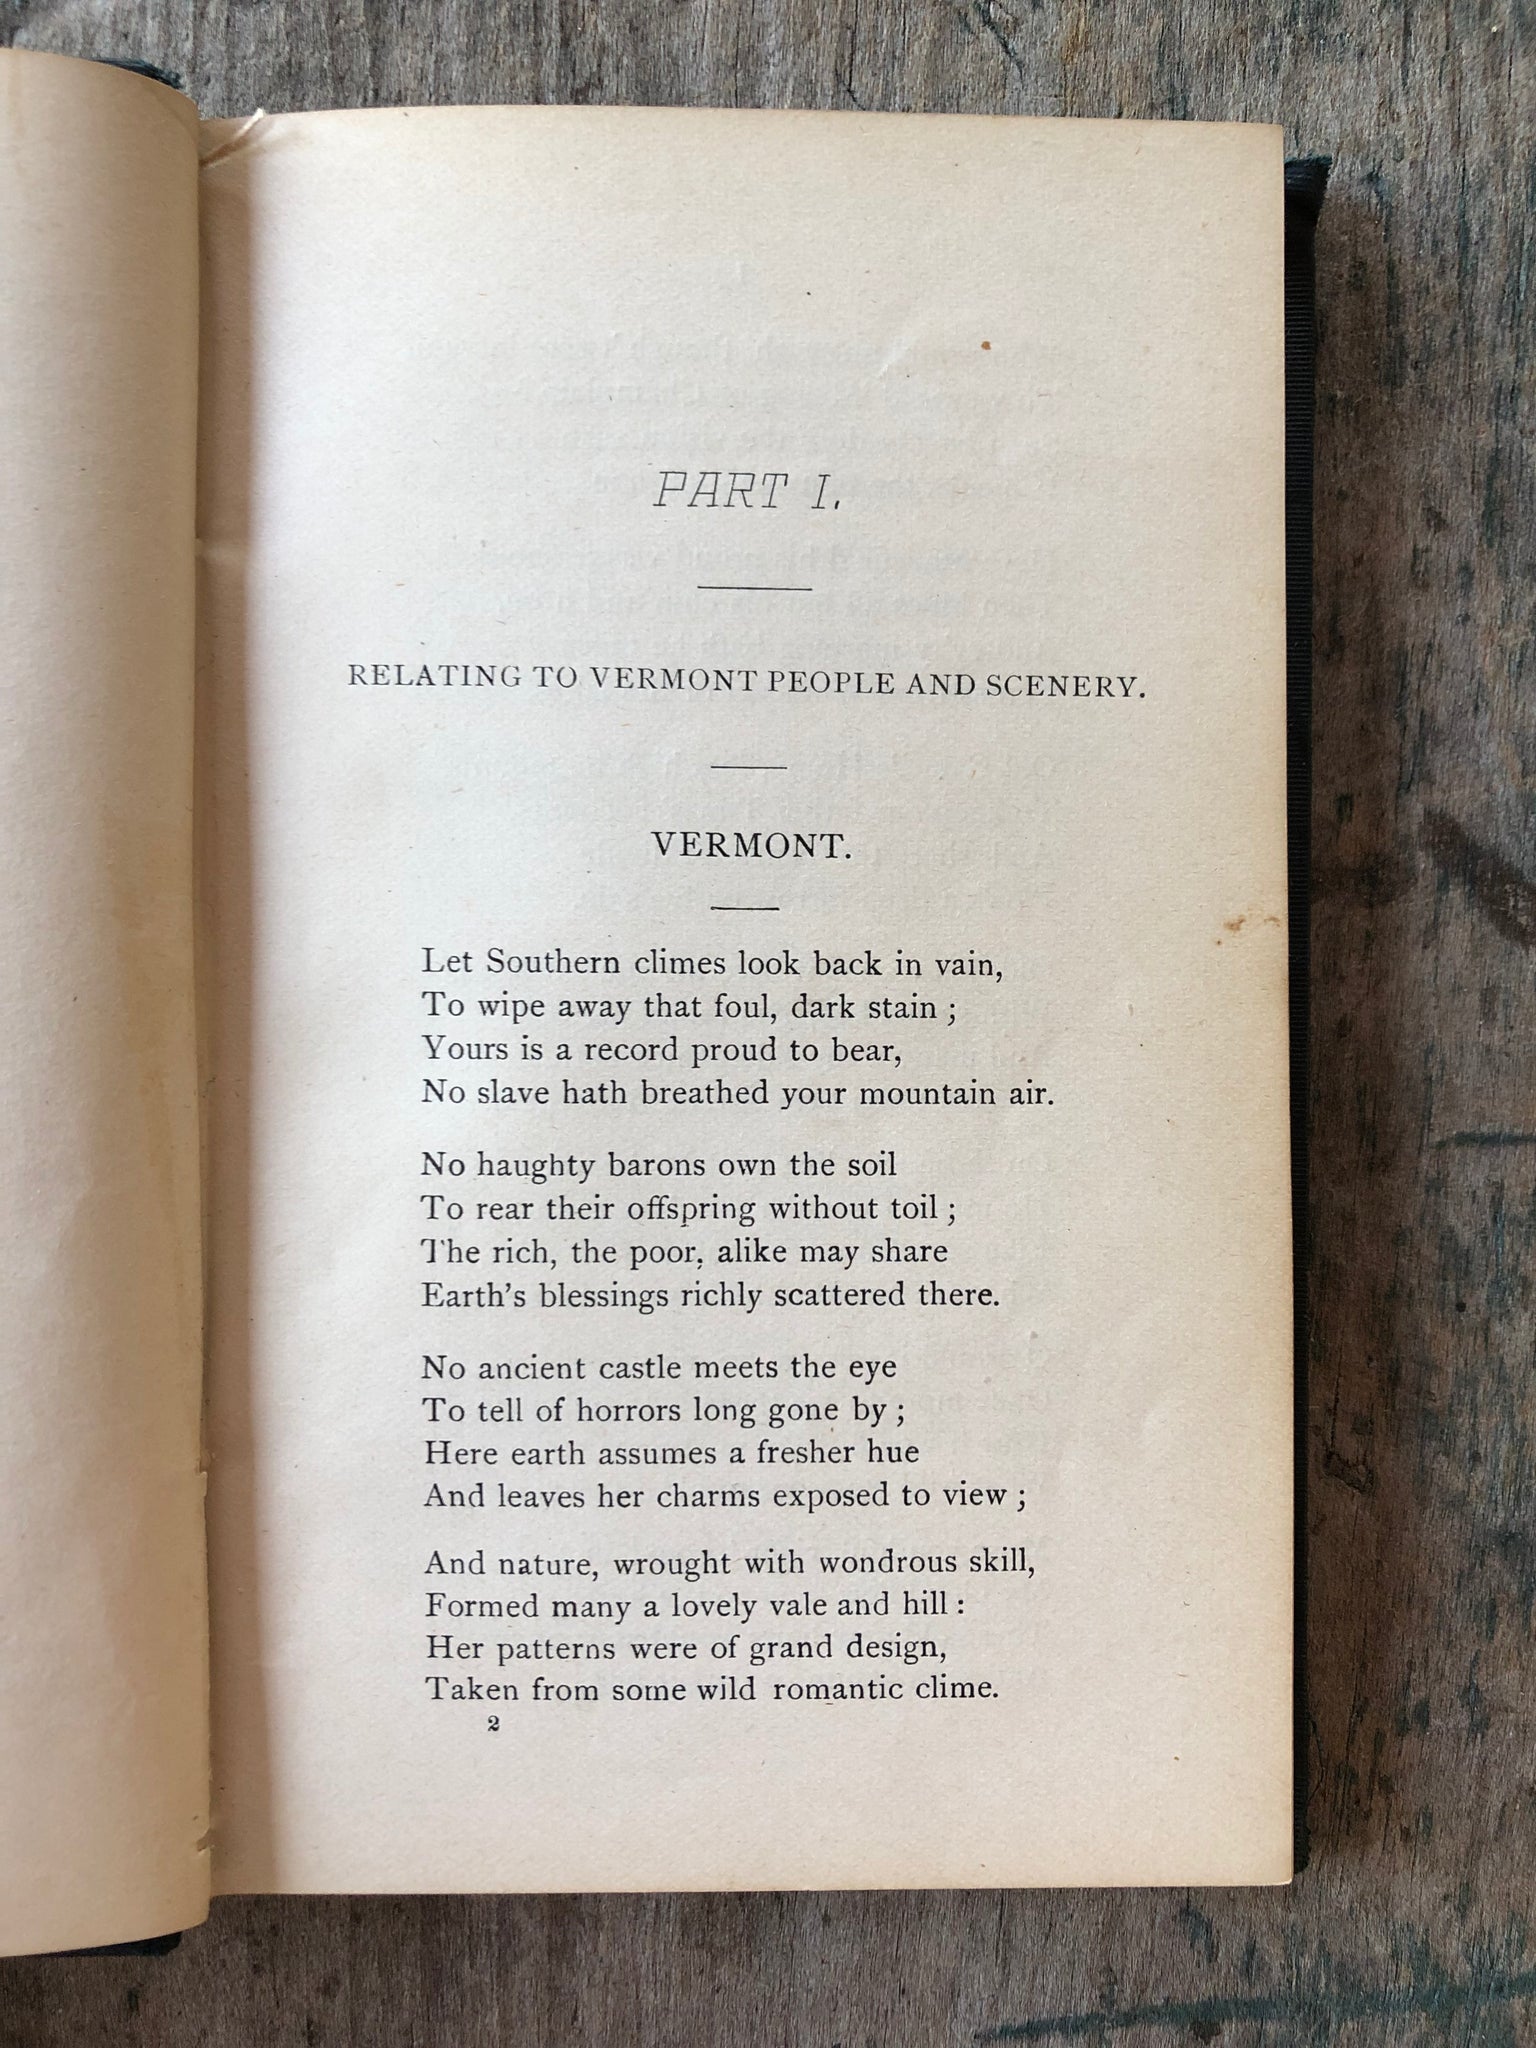 PART I.
RELATING TO VERMONT PEOPLE AND SCENERY.
VERMONT.
Let Southern climes look back in vain,
To wipe away that foul, dark stain ;
Yours is a record proud to bear,
No slave hath breathed your mountain air.
No haughty barons own the soil
To rear their offspring without toil ;
The rich, the poor, alike may share
Earth's blessings richly scattered there.
No ancient castle meets the eye
To tell of horrors long gone by ;
Here earth assumes a fresher hue
And leaves her charms exposed to view ;
And nature, wrought with wondrous skill,
Formed many a lovely vale and hill :
Her patterns were of grand design,
Taken from some wild romantic clime.
2